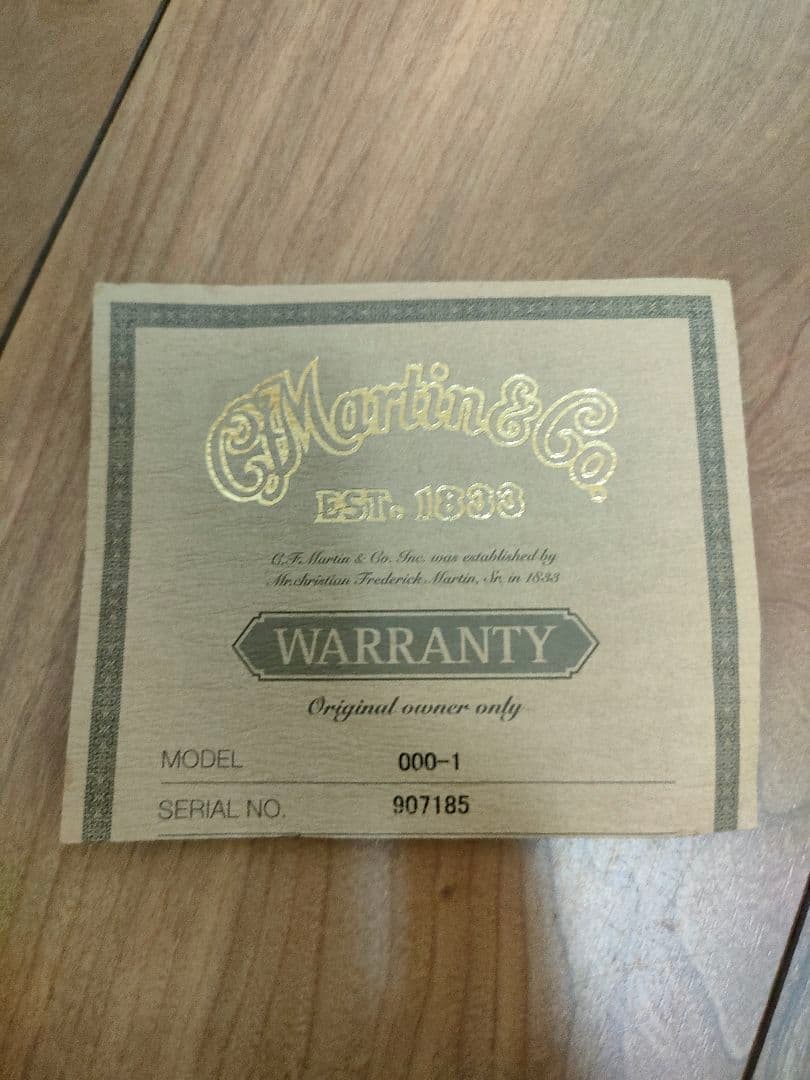 C.F. Martin & Co.
EST. 1833
C.F.Martin & Co. Inc. was established by
Mr.christian Frederick Martin, Sr. in 1833
WARRANTY
Original owner only
MODEL 000-1
SERIAL NO. 907185